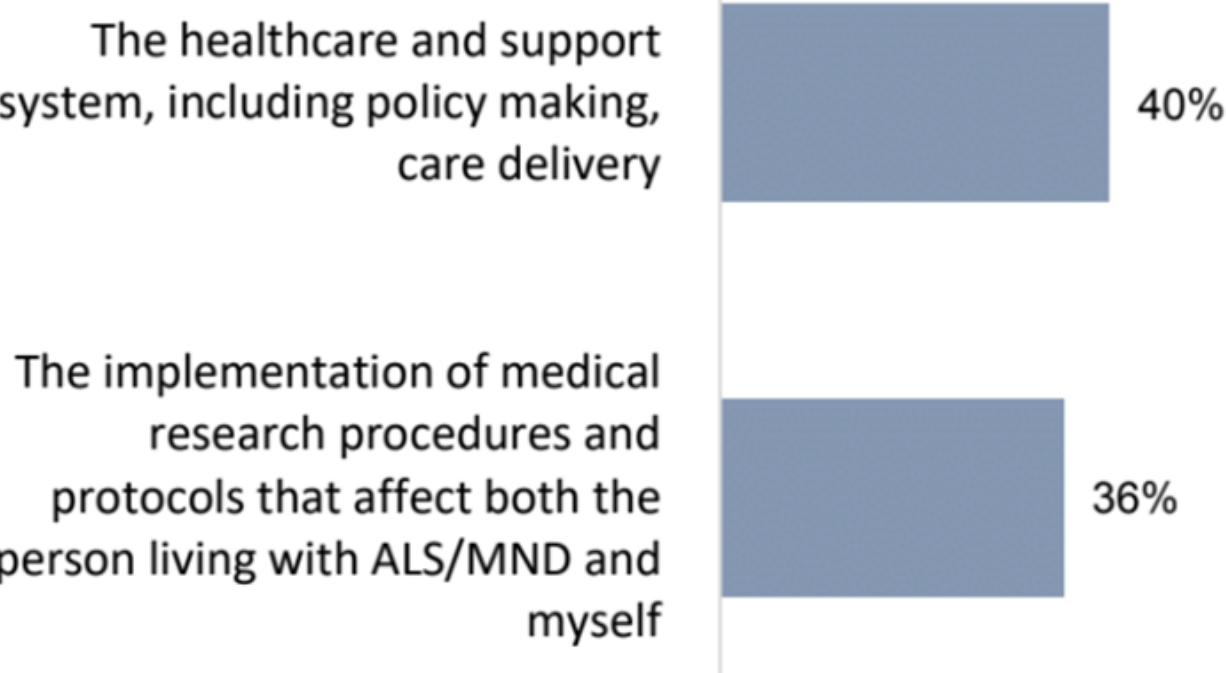 The healthcare and support
system, including policy making,
care delivery
40%
The implementation of medical
research procedures and
protocols that affect both the
person living with ALS/MND and
myself
36%